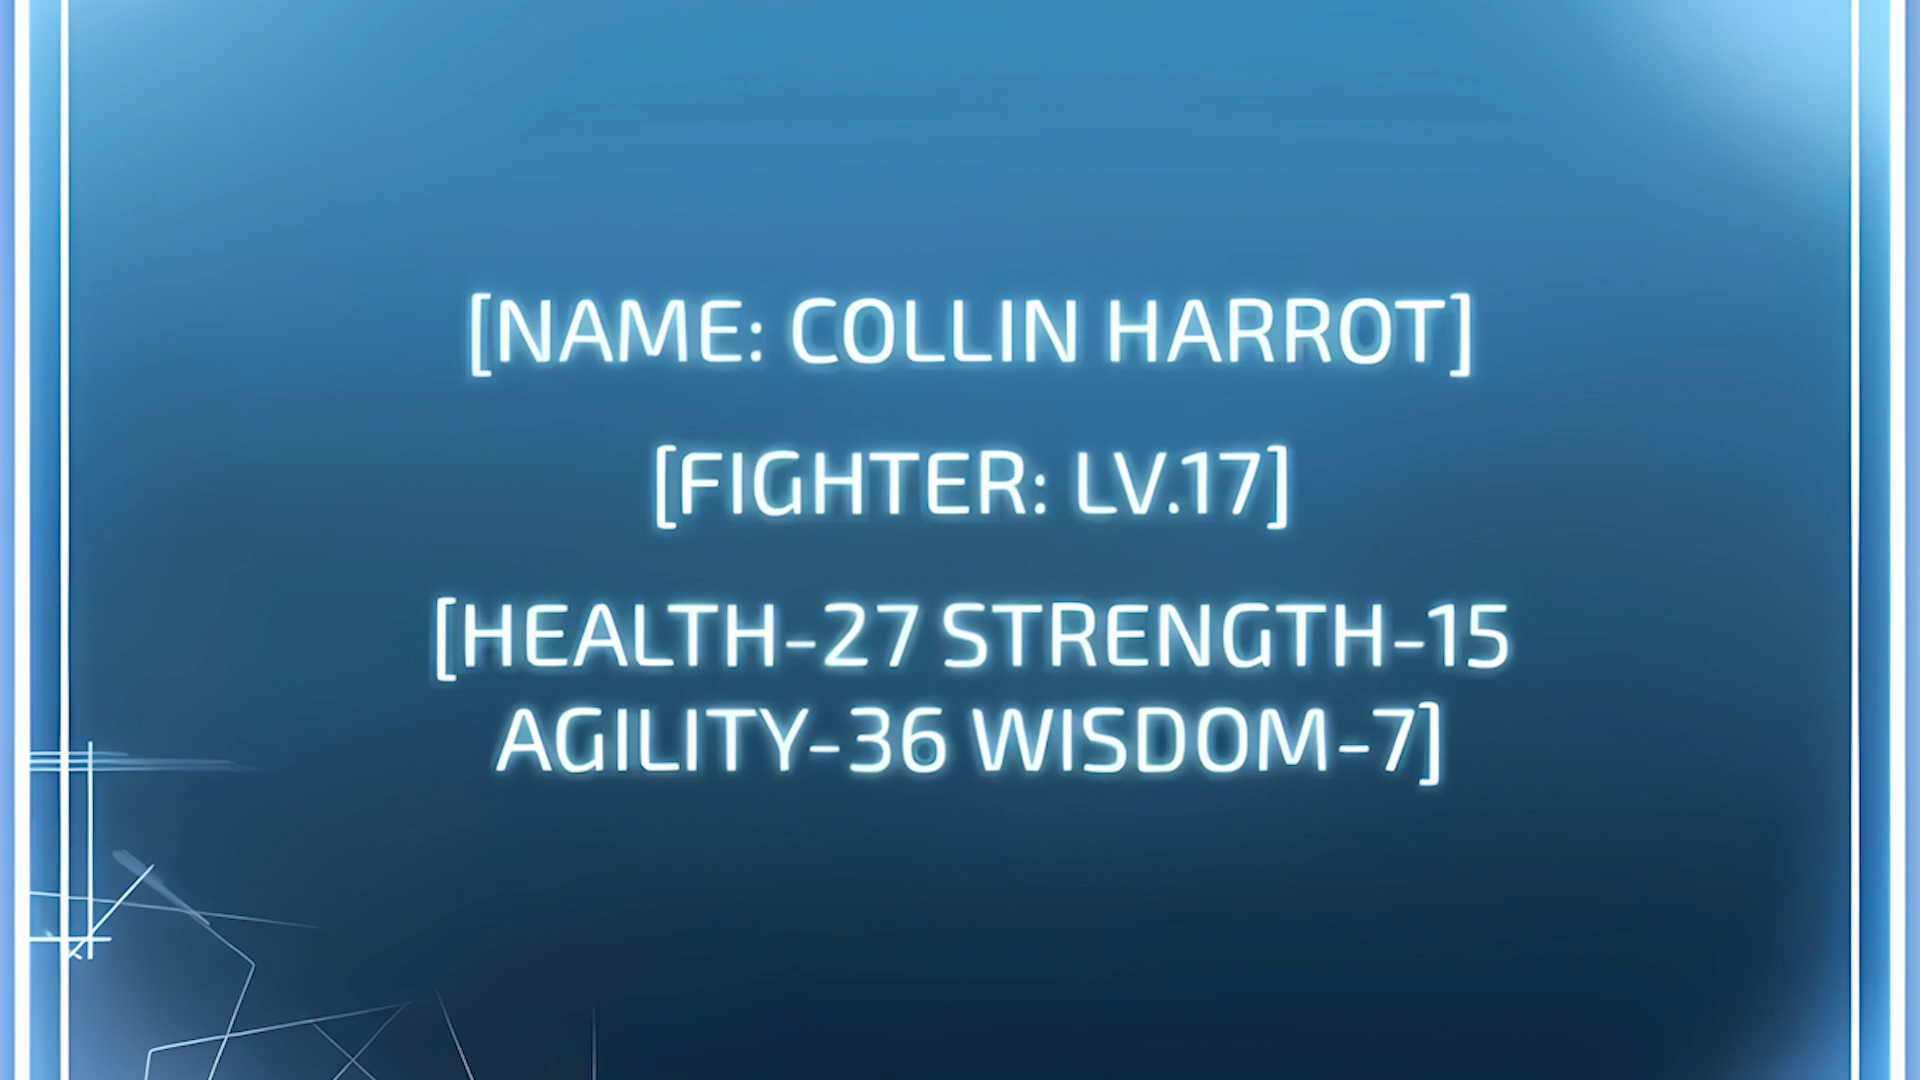 [NAME: COLLIN HARROT]
[FIGHTER: LV.17]
[HEALTH-27 STRENGTH-15
AGILITY-36 WISDOM-7]